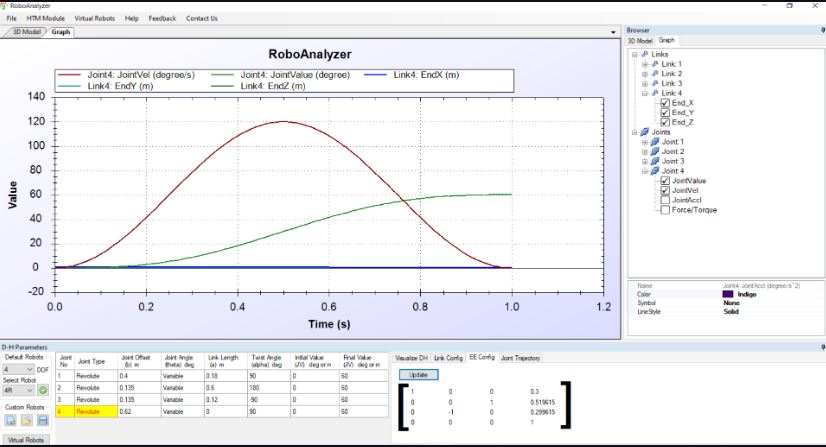 RoboAnalyzer
File HTM Module Virtual Robots Help Feedback Contact Us
3D Model Graph
RoboAnalyzer
Joint4: JointVel (degree/s) Joint4: JointValue (degree) Link4: EndX (m)
Link4: EndY (m) Link4: EndZ (m)
140
120
100
80
60
40
20
0
-20
Value
0.0 0.2 0.4 0.6 0.8 1.0 1.2
Time (s)
Browser
3D Model Graph
Links
Link: 1
Link: 2
Link: 3
Link: 4
End_X
End_Y
End_Z
Joints
Joint: 1
Joint: 2
Joint: 3
Joint: 4
JointValue
JointVel
JointAccl
Force/Torque
Name Joint4: JointAccl (degree/s^2)
Color Indigo
Symbol None
LineStyle Solid
D-H Parameters
Default Robots
4 DOF
Select Robot
4R
Custom Robots
Virtual Robots
Joint No Joint Type Joint Offset (b) m Joint Angle (theta) deg Link Length (a) m Twist Angle (alpha) deg Initial Value (JV) deg or m Final Value (JV) deg or m
1 Revolute 0.4 Variable 0.18 90 0 60
2 Revolute 0.135 Variable 0.6 180 0 60
3 Revolute 0.135 Variable 0.12 -90 0 60
4 Revolute 0.62 Variable 0 90 0 60
Visualize DH Link Config EE Config Joint Trajectory
Update
1 0 0 0.3
0 0 1 0.519615
0 -1 0 0.299615
0 0 0 1